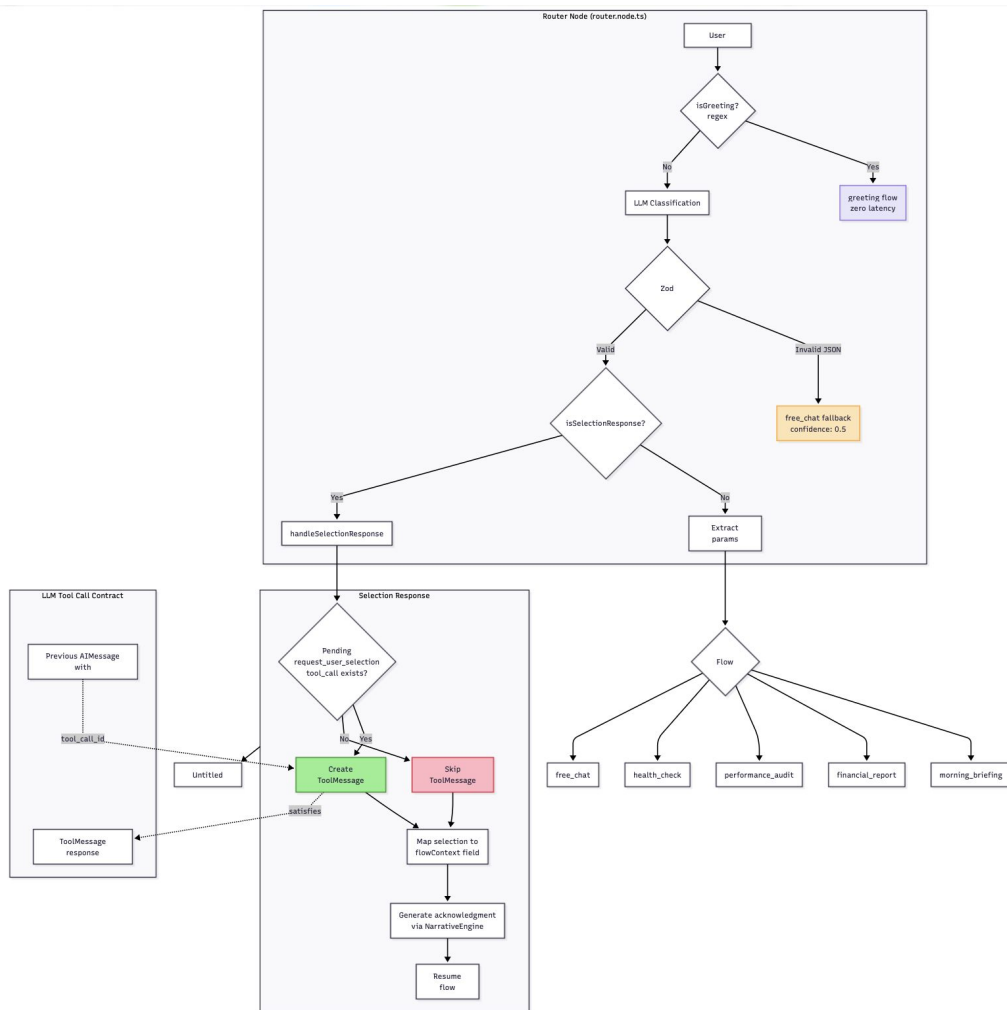 Router Node (router.node.ts)
User
isGreeting?
regex
No
Yes
LLM Classification
greeting flow
zero latency
Zod
Valid
Invalid JSON
isSelectionResponse?
free_chat fallback
confidence: 0.5
Yes
No
handleSelectionResponse
Extract
params
LLM Tool Call Contract
Previous AIMessage
with
tool_call_id
ToolMessage
response
Untitled
Selection Response
Pending
request_user_selection
tool_call exists?
No
Yes
Create
ToolMessage
Skip
ToolMessage
satisfies
Map selection to
flowContext field
Generate acknowledgment
via NarrativeEngine
Resume
flow
Flow
free_chat
health_check
performance_audit
financial_report
morning_briefing